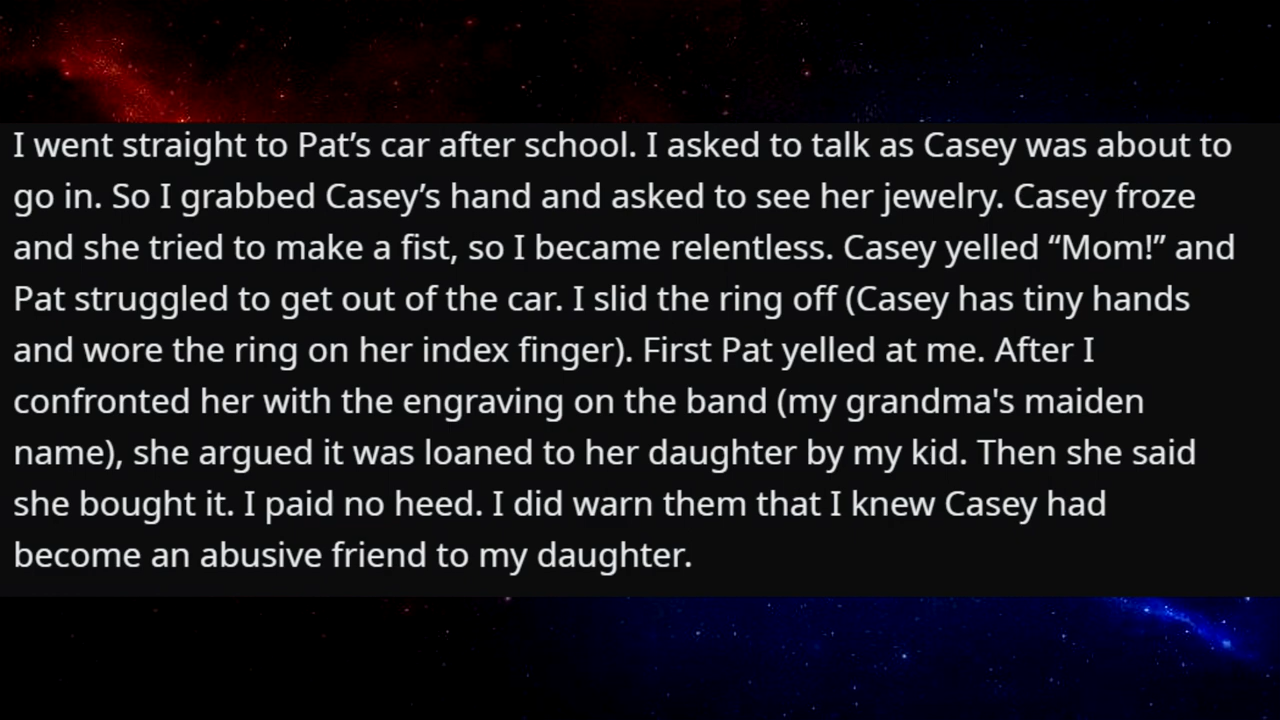 I went straight to Pat’s car after school. I asked to talk as Casey was about to
go in. So I grabbed Casey’s hand and asked to see her jewelry. Casey froze
and she tried to make a fist, so I became relentless. Casey yelled “Mom!” and
Pat struggled to get out of the car. I slid the ring off (Casey has tiny hands
and wore the ring on her index finger). First Pat yelled at me. After I
confronted her with the engraving on the band (my grandma's maiden
name), she argued it was loaned to her daughter by my kid. Then she said
she bought it. I paid no heed. I did warn them that I knew Casey had
become an abusive friend to my daughter.